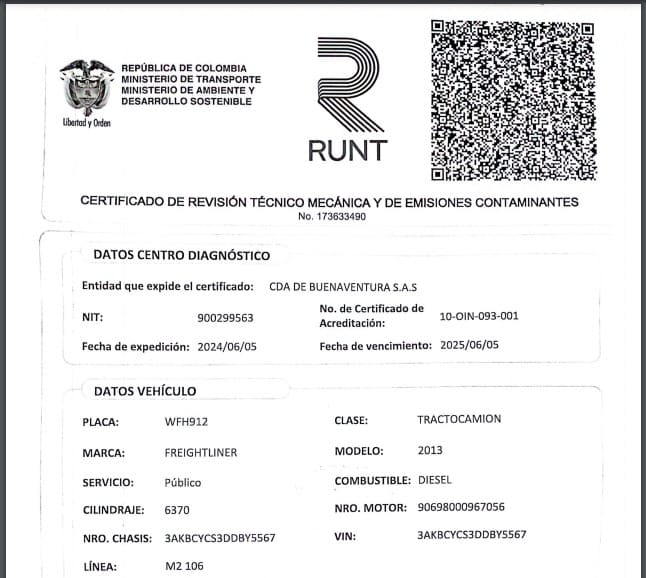 REPÚBLICA DE COLOMBIA
MINISTERIO DE TRANSPORTE
MINISTERIO DE AMBIENTE Y
DESARROLLO SOSTENIBLE
Libertad y Orden
RUNT
CERTIFICADO DE REVISIÓN TÉCNICO MECÁNICA Y DE EMISIONES CONTAMINANTES
No. 173633490
DATOS CENTRO DIAGNÓSTICO
Entidad que expide el certificado: CDA DE BUENAVENTURA S.A.S
NIT: 900299563 No. de Certificado de Acreditación: 10-OIN-093-001
Fecha de expedición: 2024/06/05 Fecha de vencimiento: 2025/06/05
DATOS VEHÍCULO
PLACA: WFH912 CLASE: TRACTOCAMION
MARCA: FREIGHTLINER MODELO: 2013
SERVICIO: Público COMBUSTIBLE: DIESEL
CILINDRAJE: 6370 NRO. MOTOR: 90698000967056
NRO. CHASIS: 3AKBCYCS3DDBY5567 VIN: 3AKBCYCS3DDBY5567
LÍNEA: M2 106